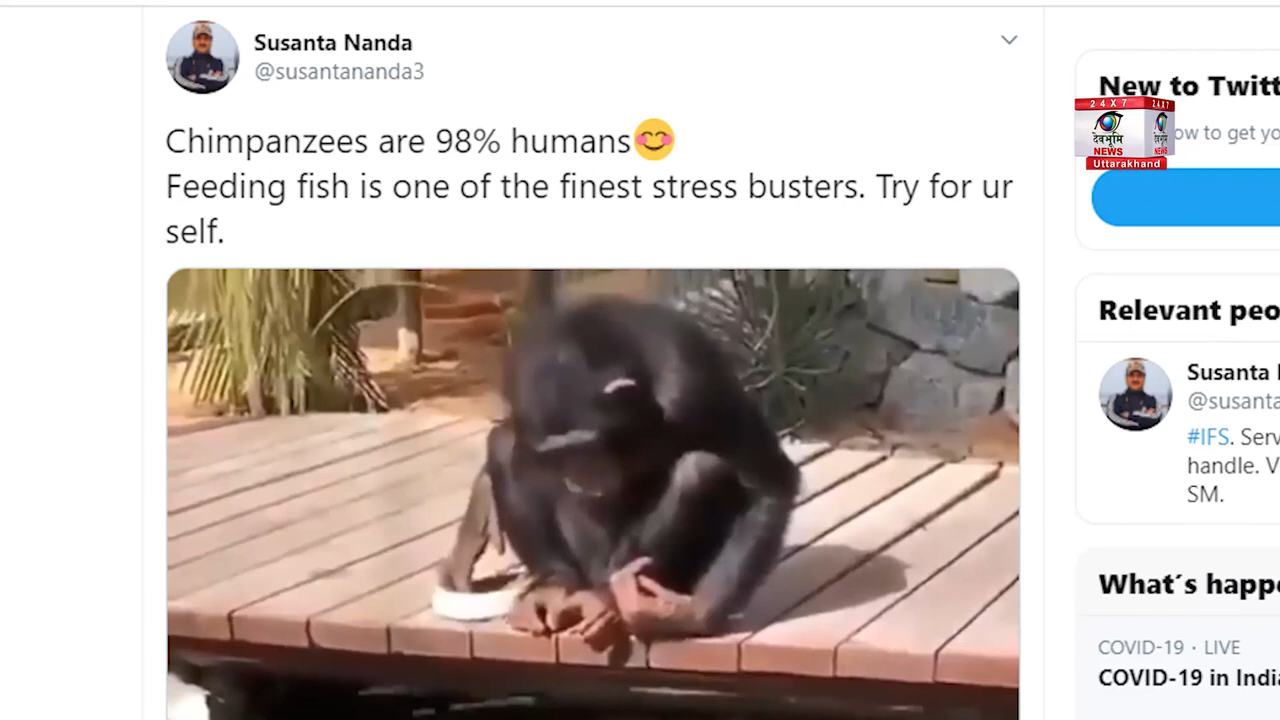 Susanta Nanda
@susantananda3
Chimpanzees are 98% humans😊
Feeding fish is one of the finest stress busters. Try for ur
self.
New to Twitt
24X7
24X7
देवभूमि
NEWS
Uttarakhand
ow to get yo
Relevant peo
Susanta
@susanta
#IFS. Serv
handle. V
SM.
What's happe
COVID-19 · LIVE
COVID-19 in India